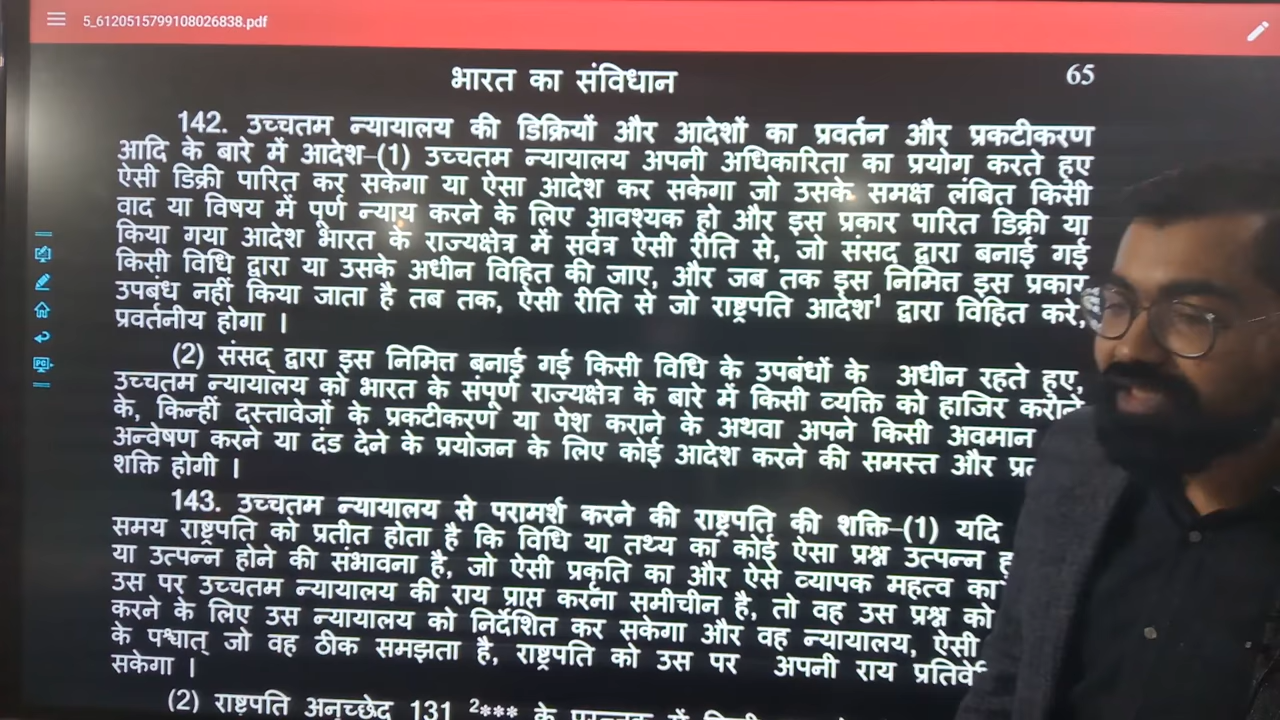 5_6120515799108026838.pdf
भारत का संविधान
65
142. उच्चतम न्यायालय की डिक्रियों और आदेशों का प्रवर्तन और प्रकटीकरण
आदि के बारे में आदेश–(1) उच्चतम न्यायालय अपनी अधिकारिता का प्रयोग करते हुए
ऐसी डिक्री पारित कर सकेगा या ऐसा आदेश कर सकेगा जो उसके समक्ष लंबित किसी
वाद या विषय में पूर्ण न्याय करने के लिए आवश्यक हो और इस प्रकार पारित डिक्री या
किया गया आदेश भारत के राज्यक्षेत्र में सर्वत्र ऐसी रीति से, जो संसद द्वारा बनाई गई
किसी विधि द्वारा या उसके अधीन विहित की जाए, और जब तक इस निमित्त इस प्रकार
उपबंध नहीं किया जाता है तब तक, ऐसी रीति से जो राष्ट्रपति आदेश¹ द्वारा विहित करे,
प्रवर्तनीय होगा ।
(2) संसद् द्वारा इस निमित्त बनाई गई किसी विधि के उपबंधों के अधीन रहते हुए,
उच्चतम न्यायालय को भारत के संपूर्ण राज्यक्षेत्र के बारे में किसी व्यक्ति को हाजिर कराने
के, किन्हीं दस्तावेजों के प्रकटीकरण या पेश कराने के अथवा अपने किसी अवमान
अन्वेषण करने या दंड देने के प्रयोजन के लिए कोई आदेश करने की समस्त और
शक्ति होगी ।
143. उच्चतम न्यायालय से परामर्श करने की राष्ट्रपति की शक्ति–(1) यदि
समय राष्ट्रपति को प्रतीत होता है कि विधि या तथ्य का कोई ऐसा प्रश्न उत्पन्न
या उत्पन्न होने की संभावना है, जो ऐसी प्रकृति का और ऐसे व्यापक महत्व का
उस पर उच्चतम न्यायालय की राय प्राप्त करना समीचीन है, तो वह उस प्रश्न को
करने के लिए उस न्यायालय को निर्देशित कर सकेगा और वह न्यायालय, ऐसी
के पश्चात् जो वह ठीक समझता है, राष्ट्रपति को उस पर अपनी राय
सकेगा ।
(2) राष्ट्रपति अनुच्छेद 131 ²*** के परन्तुक में